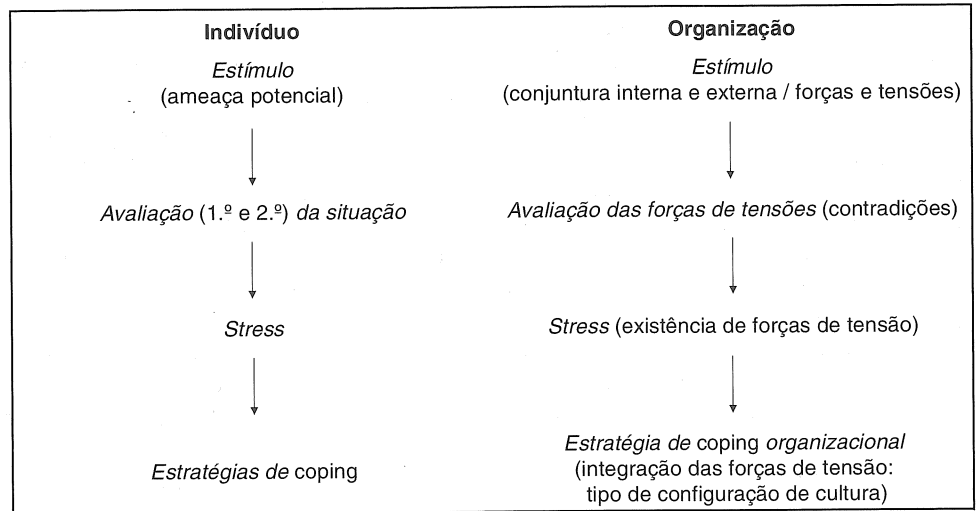 Indivíduo
Estímulo
(ameaça potencial)
Avaliação (1.º e 2.º) da situação
Stress
Estratégias de coping
Organização
Estímulo
(conjuntura interna e externa / forças e tensões)
Avaliação das forças de tensões (contradições)
Stress (existência de forças de tensão)
Estratégia de coping organizacional
(integração das forças de tensão:
tipo de configuração de cultura)